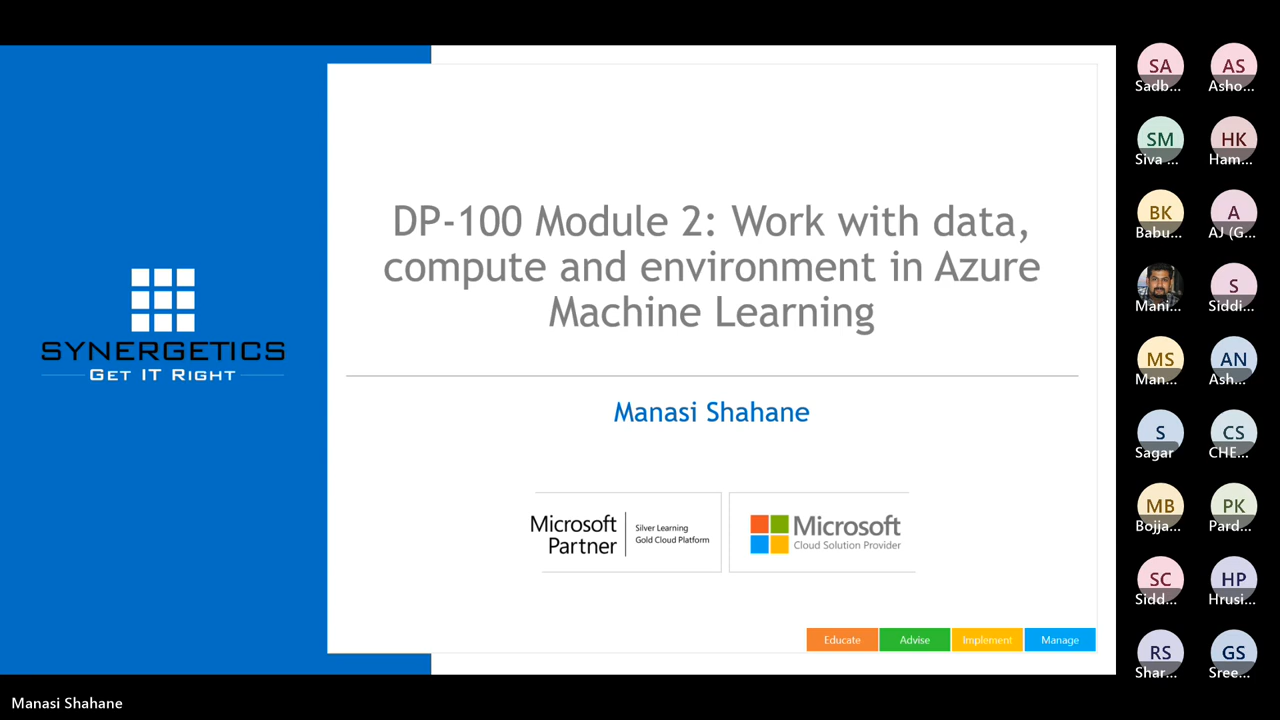 DP-100 Module 2: Work with data,
compute and environment in Azure
Machine Learning
Manasi Shahane
SYNERGETICS
GET IT RIGHT
Microsoft
Partner
Silver Learning
Gold Cloud Platform
Microsoft
Cloud Solution Provider
Educate
Advise
Implement
Manage
SA
Sadb...
AS
Asho...
SM
Siva ...
HK
Ham...
BK
Babu...
A
AJ (G...
Mani...
S
Siddi...
MS
Man...
AN
Ash...
S
Sagar
CS
CHE...
MB
Bojja...
PK
Pard...
SC
Sidd...
HP
Hrusi...
RS
Shar...
GS
Sree...
Manasi Shahane